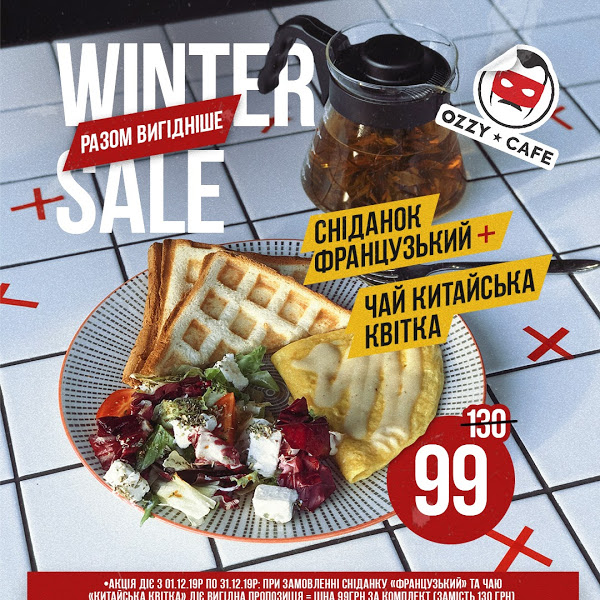 WINTER
РАЗОМ ВИГІДНІШЕ
SALE
OZZY ★ CAFE
СНІДАНОК
ФРАНЦУЗЬКИЙ +
ЧАЙ КИТАЙСЬКА
КВІТКА
130
99
•АКЦІЯ ДІЄ З 01.12.19Р ПО 31.12.19Р: ПРИ ЗАМОВЛЕННІ СНІДАНКУ «ФРАНЦУЗЬКИЙ» ТА ЧАЮ
«КИТАЙСЬКА КВІТКА» ДІЄ ВИГІДНА ПРОПОЗИЦІЯ = ЦІНА 99ГРН ЗА КОМПЛЕКТ (ЗАМІСТЬ 130 ГРН)